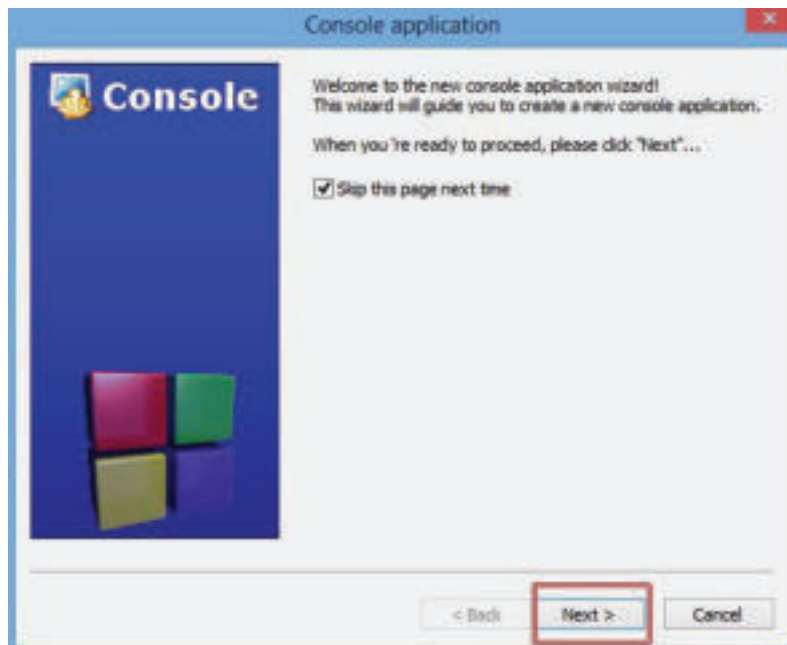 Console application
Console
Welcome to the new console application wizard!
This wizard will guide you to create a new console application.
When you 're ready to proceed, please click "Next"...
Skip this page next time
< Back
Next >
Cancel